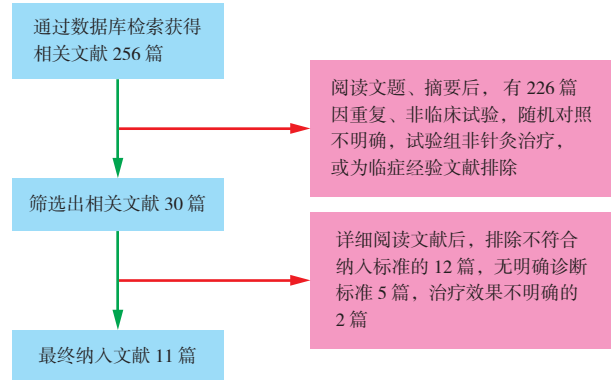 通过数据库检索获得
相关文献 256 篇
阅读文题、摘要后，有 226 篇
因重复、非临床试验，随机对照
不明确，试验组非针灸治疗，
或为临症经验文献排除
筛选出相关文献 30 篇
详细阅读文献后，排除不符合
纳入标准的 12 篇，无明确诊断
标准 5 篇，治疗效果不明确的
2 篇
最终纳入文献 11 篇